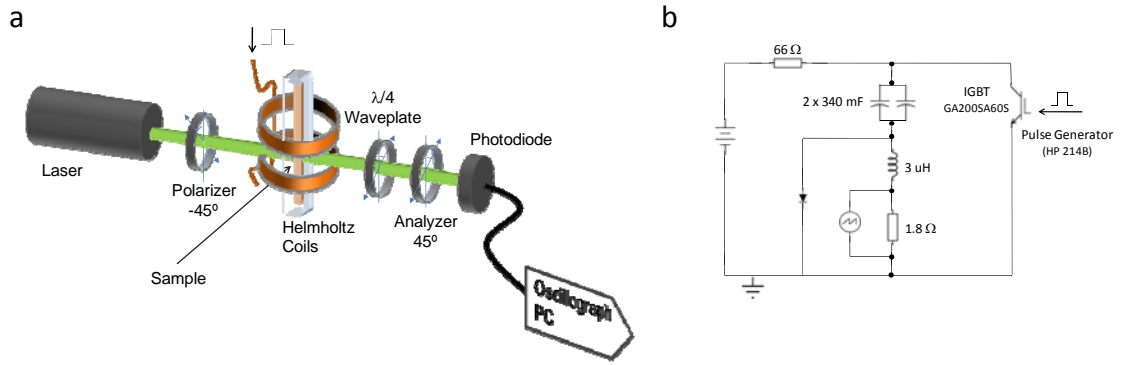 a
Laser
Polarizer
-45º
Sample
Helmholtz
Coils
λ/4
Waveplate
Analyzer
45º
Photodiode
Oscillograph
PC
b
66 Ω
2 x 340 mF
3 uH
1.8 Ω
IGBT
GA200SA60S
Pulse Generator
(HP 214B)